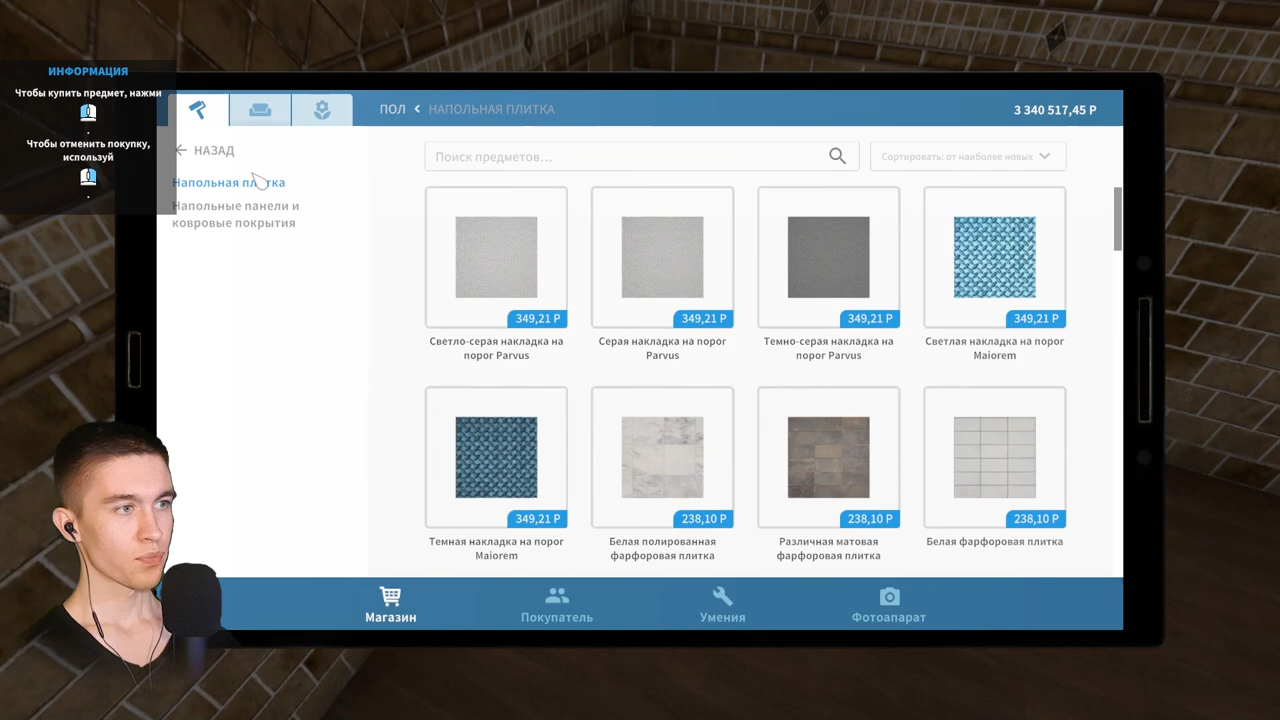 ИНФОРМАЦИЯ
Чтобы купить предмет, нажми
.
Чтобы отменить покупку,
используй
.
ПОЛ < НАПОЛЬНАЯ ПЛИТКА
3 340 517,45 Р
НАЗАД
Напольная плитка
Напольные панели и
ковровые покрытия
Поиск предметов...
Сортировать: от наиболее новых
349,21 Р
349,21 Р
349,21 Р
349,21 Р
Светло-серая накладка на
порог Parvus
Серая накладка на порог
Parvus
Темно-серая накладка на
порог Parvus
Светлая накладка на порог
Maiorem
349,21 Р
238,10 Р
238,10 Р
238,10 Р
Темная накладка на порог
Maiorem
Белая полированная
фарфоровая плитка
Различная матовая
фарфоровая плитка
Белая фарфоровая плитка
Магазин
Покупатель
Умения
Фотоаппарат